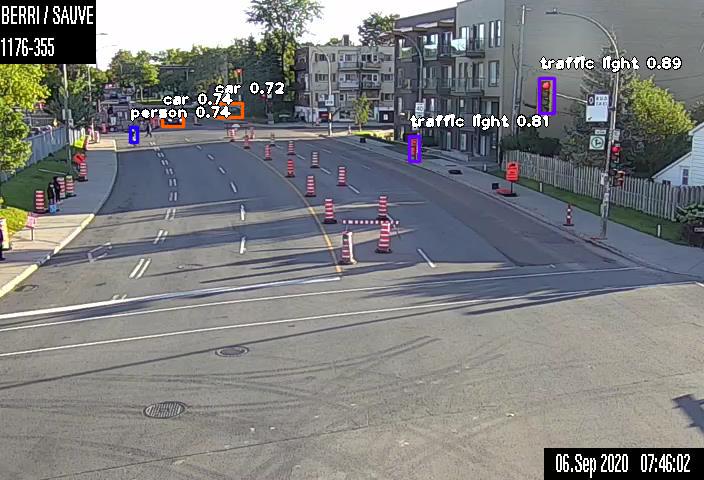 BERRI / SAUVE
1176-355
traffic light 0.89
car 0.72
car 0.74
person 0.74
traffic light 0.81
06.Sep 2020 07:46:02